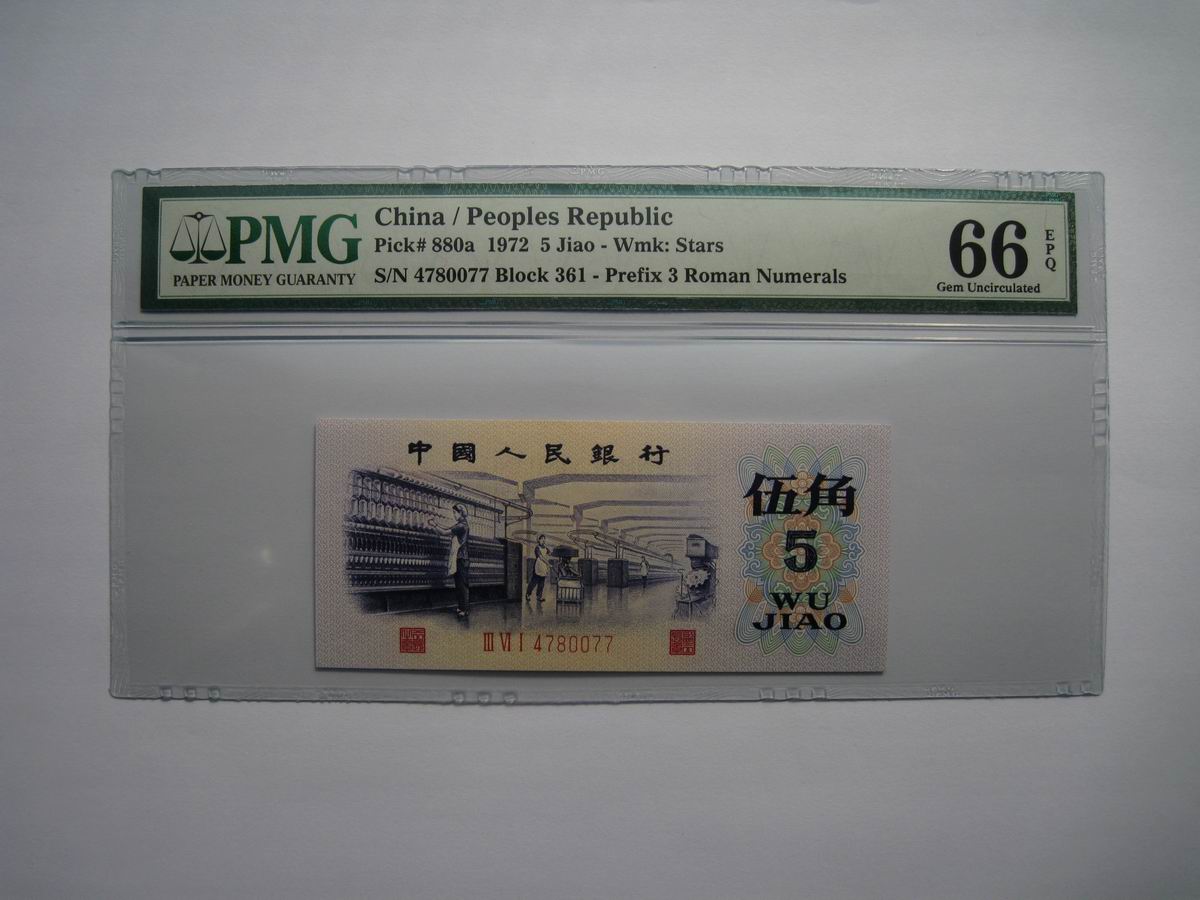 PMG
PAPER MONEY GUARANTY
China / Peoples Republic
Pick# 880a 1972 5 Jiao - Wmk: Stars
S/N 4780077 Block 361 - Prefix 3 Roman Numerals
66
EPQ
Gem Uncirculated
中國人民銀行
伍角
5
WU
JIAO
III VI I 4780077